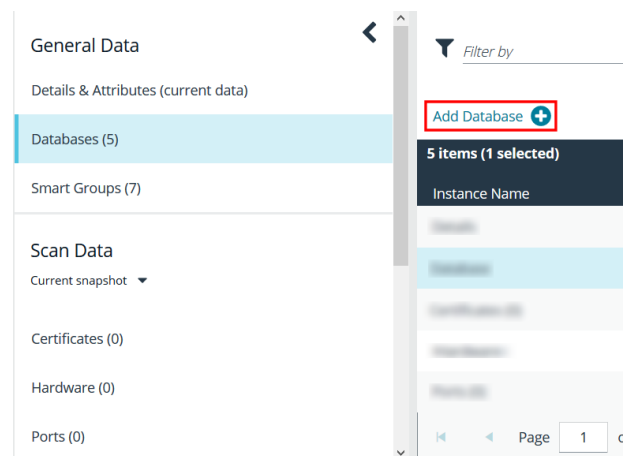 General Data
Details & Attributes (current data)
Databases (5)
Smart Groups (7)
Scan Data
Current snapshot
Certificates (0)
Hardware (0)
Ports (0)
Filter by
Add Database
5 items (1 selected)
Instance Name
Page 1